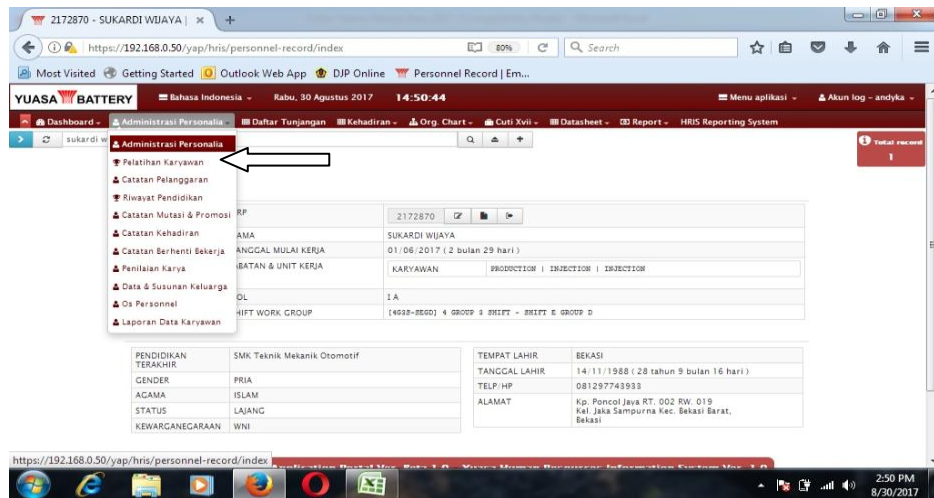 2172870 - SUKARDI WIJAYA |
https://192.168.0.50/yap/hris/personnel-record/index
80%
Search
Most Visited Getting Started Outlook Web App DJP Online Personnel Record | Em...
YUASA BATTERY Bahasa Indonesia Rabu, 30 Agustus 2017 14:50:44 Menu aplikasi Akun log - andyka
Dashboard Administrasi Personalia Daftar Tunjangan Kehadiran Org. Chart Cuti Xvii Datasheet Report HRIS Reporting System
sukardi w
Total record
1
Administrasi Personalia
Pelatihan Karyawan
Catatan Pelanggaran
Riwayat Pendidikan
Catatan Mutasi & Promosi
Catatan Kehadiran
Catatan Berhenti Bekerja
Penilaian Karya
Data & Susunan Keluarga
Os Personnel
Laporan Data Karyawan
RP 2172870
AMA SUKARDI WIJAYA
ANGGAL MULAI KERJA 01/06/2017 ( 2 bulan 29 hari )
BATAN & UNIT KERJA KARYAWAN PRODUCTION | INJECTION | INJECTION
OL I A
HIFT WORK GROUP [4G3S-SEGD] 4 GROUP 3 SHIFT - SHIFT E GROUP D
PENDIDIKAN TERAKHIR SMK Teknik Mekanik Otomotif
GENDER PRIA
AGAMA ISLAM
STATUS LAJANG
KEWARGANEGARAAN WNI
TEMPAT LAHIR BEKASI
TANGGAL LAHIR 14/11/1988 ( 28 tahun 9 bulan 16 hari )
TELP/HP 081297743933
ALAMAT Kp. Poncol Jaya RT. 002 RW. 019
Kel. Jaka Sampurna Kec. Bekasi Barat,
Bekasi
https://192.168.0.50/yap/hris/personnel-record/index
Application Portal Ver. Beta 1.0 - Yuasa Human Resources Information System Ver. 1.0
2:50 PM
8/30/2017